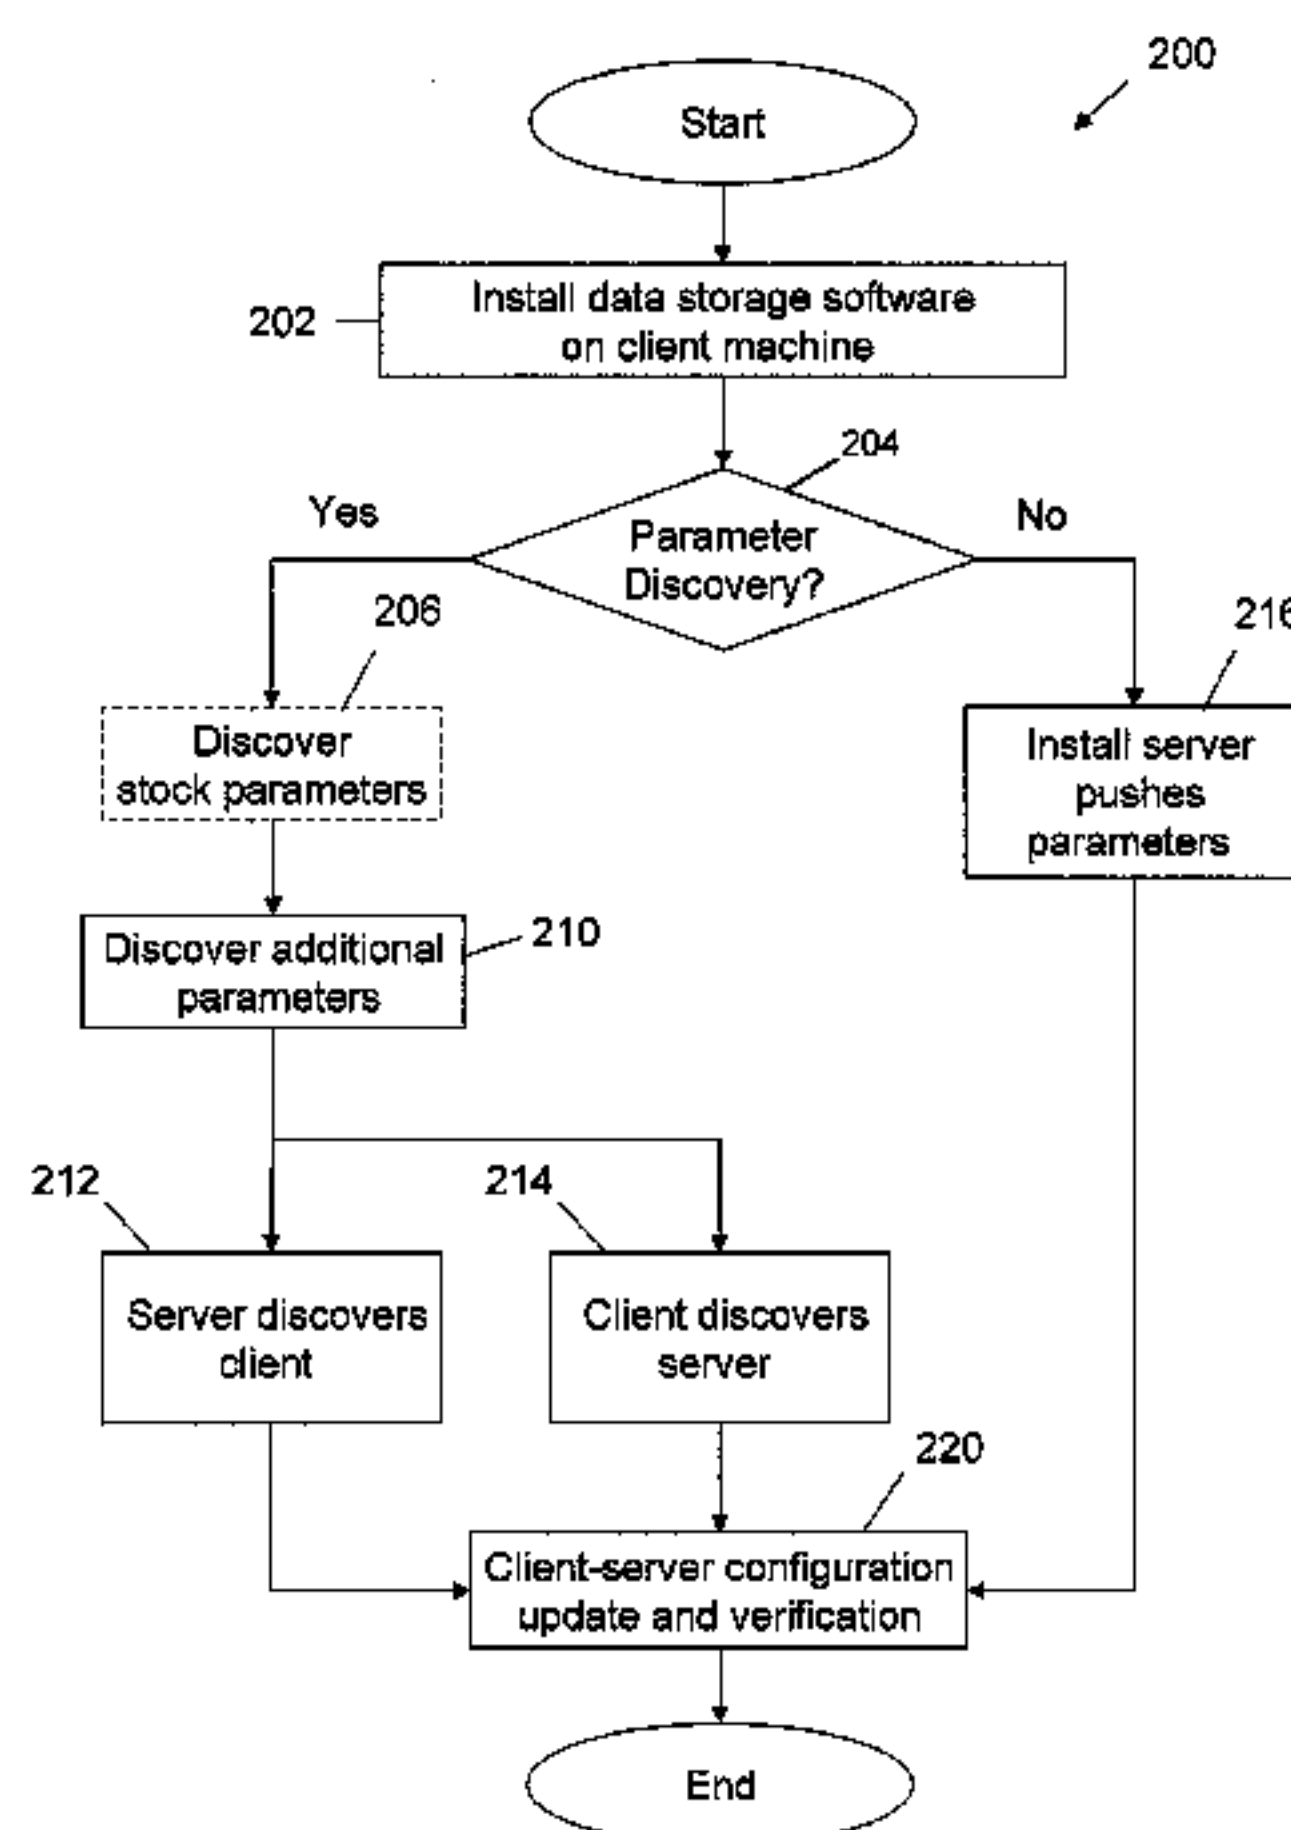 200
Start
202
Install data storage software
on client machine
204
Yes
Parameter
Discovery?
No
206
216
Discover
stock parameters
Install server
pushes
parameters
Discover additional
parameters
210
212
214
Server discovers
client
Client discovers
server
220
Client-server configuration
update and verification
End